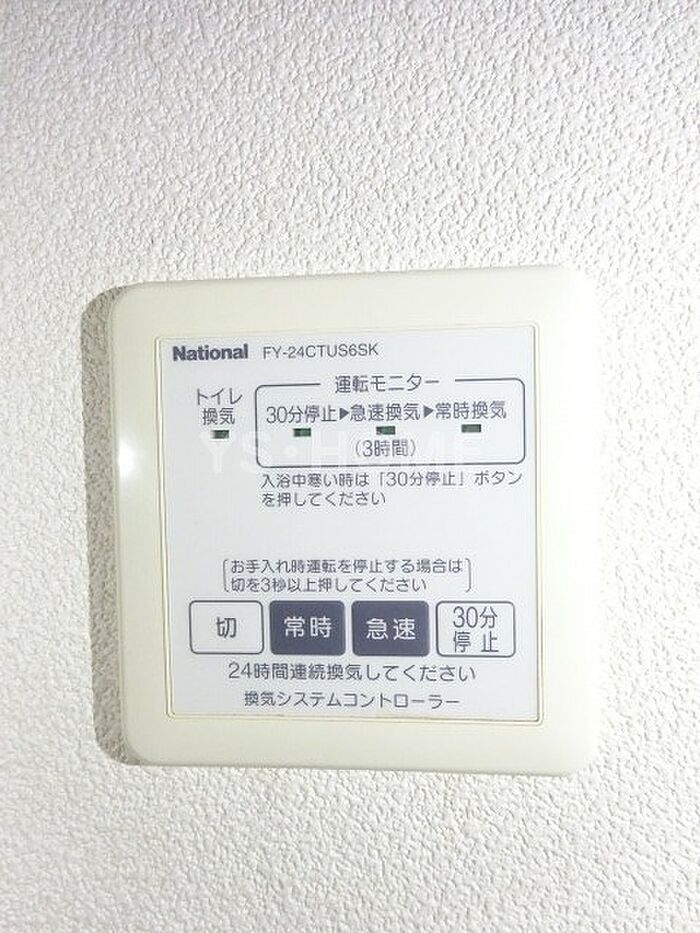 National FY-24CTUS6SK
運転モニター
トイレ
換気
30分停止▶急速換気▶常時換気
(3時間)
YS・HOME
入浴中寒い時は「30分停止」ボタン
を押してください
お手入れ時運転を停止する場合は
切を3秒以上押してください
切 常時 急速 30分
停止
24時間連続換気してください
換気システムコントローラー